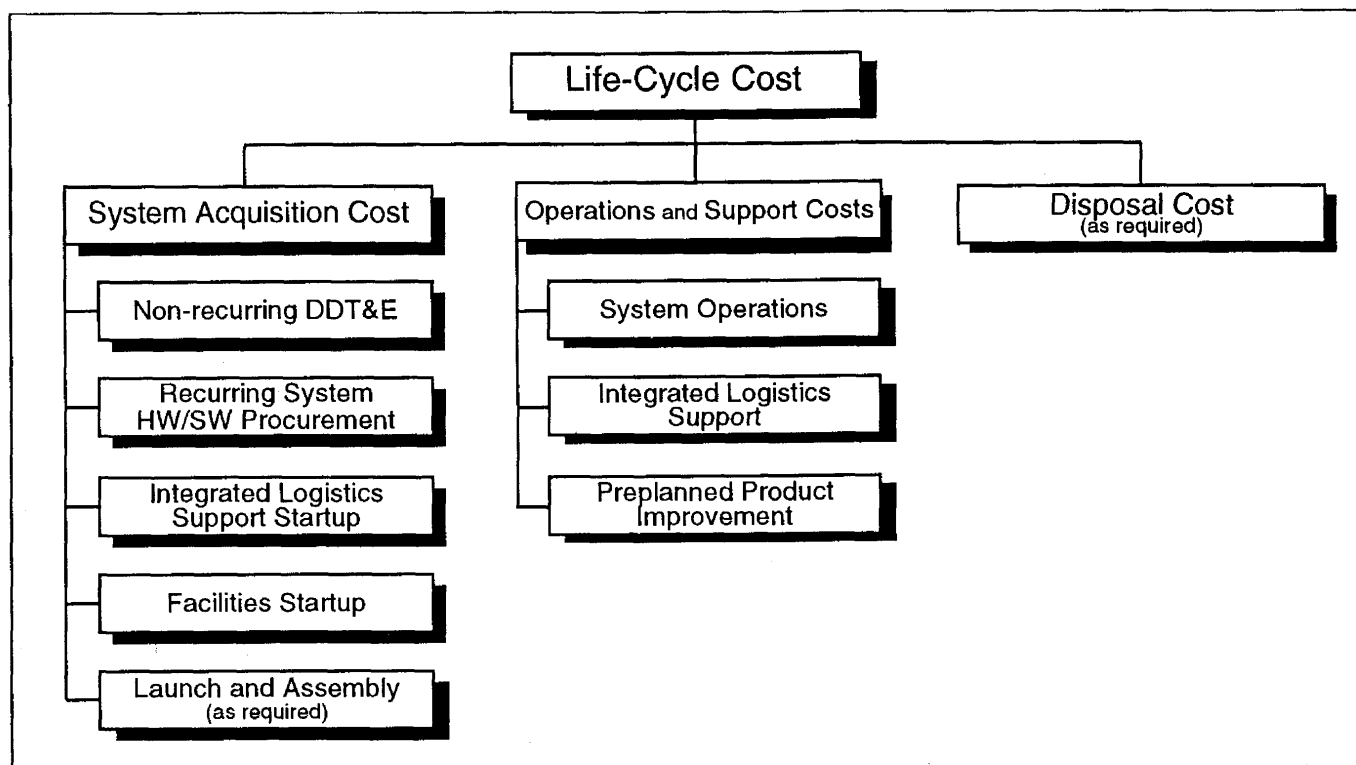 Life-Cycle Cost
System Acquisition Cost
Non-recurring DDT&E
Recurring System
HW/SW Procurement
Integrated Logistics
Support Startup
Facilities Startup
Launch and Assembly
(as required)
Operations and Support Costs
System Operations
Integrated Logistics
Support
Preplanned Product
Improvement
Disposal Cost
(as required)